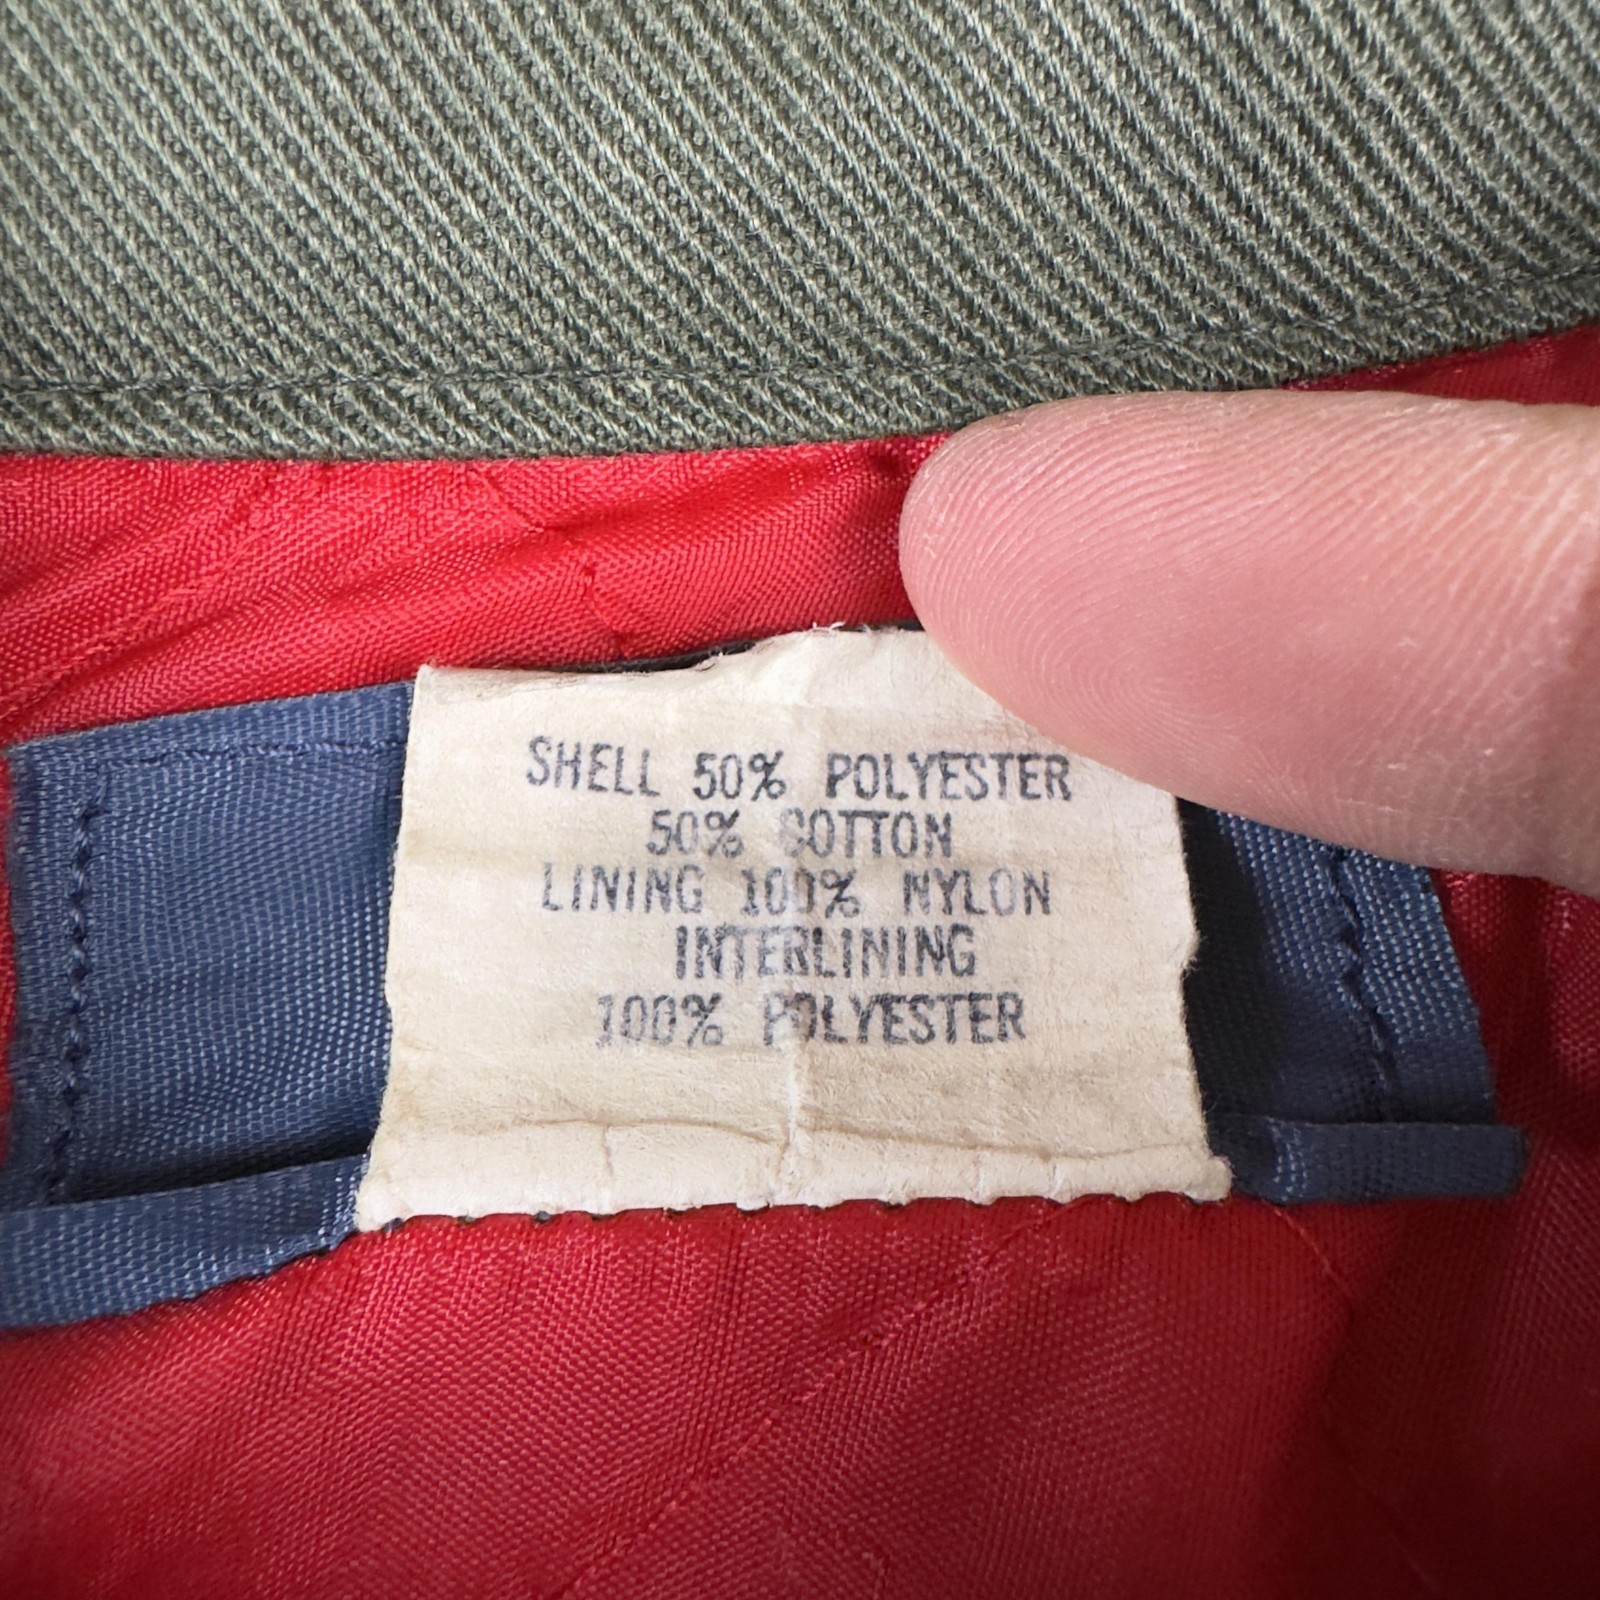 SHELL 50% POLYESTER
50% COTTON
LINING 100% NYLON
INTERLINING
100% POLYESTER